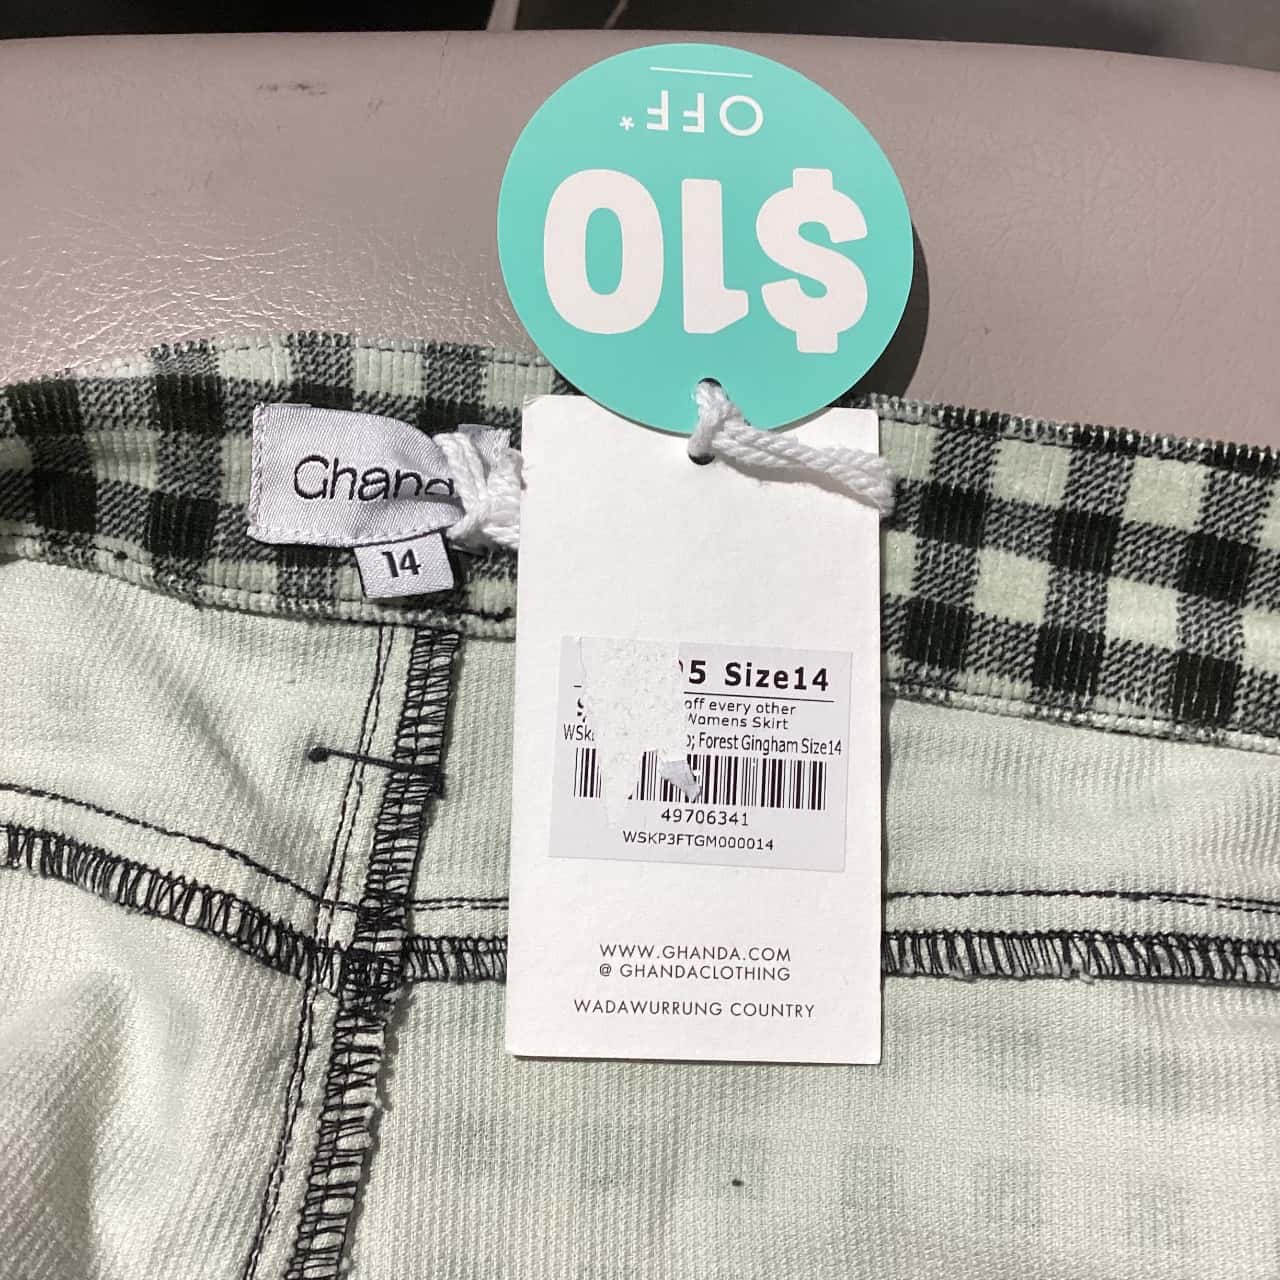 $10
OFF*
Ghand
14
5 Size14
off every other
Womens Skirt
; Forest Gingham Size14
49706341
WSKP3FTGM000014
WWW.GHANDA.COM
@ GHANDACLOTHING
WADAWURRUNG COUNTRY